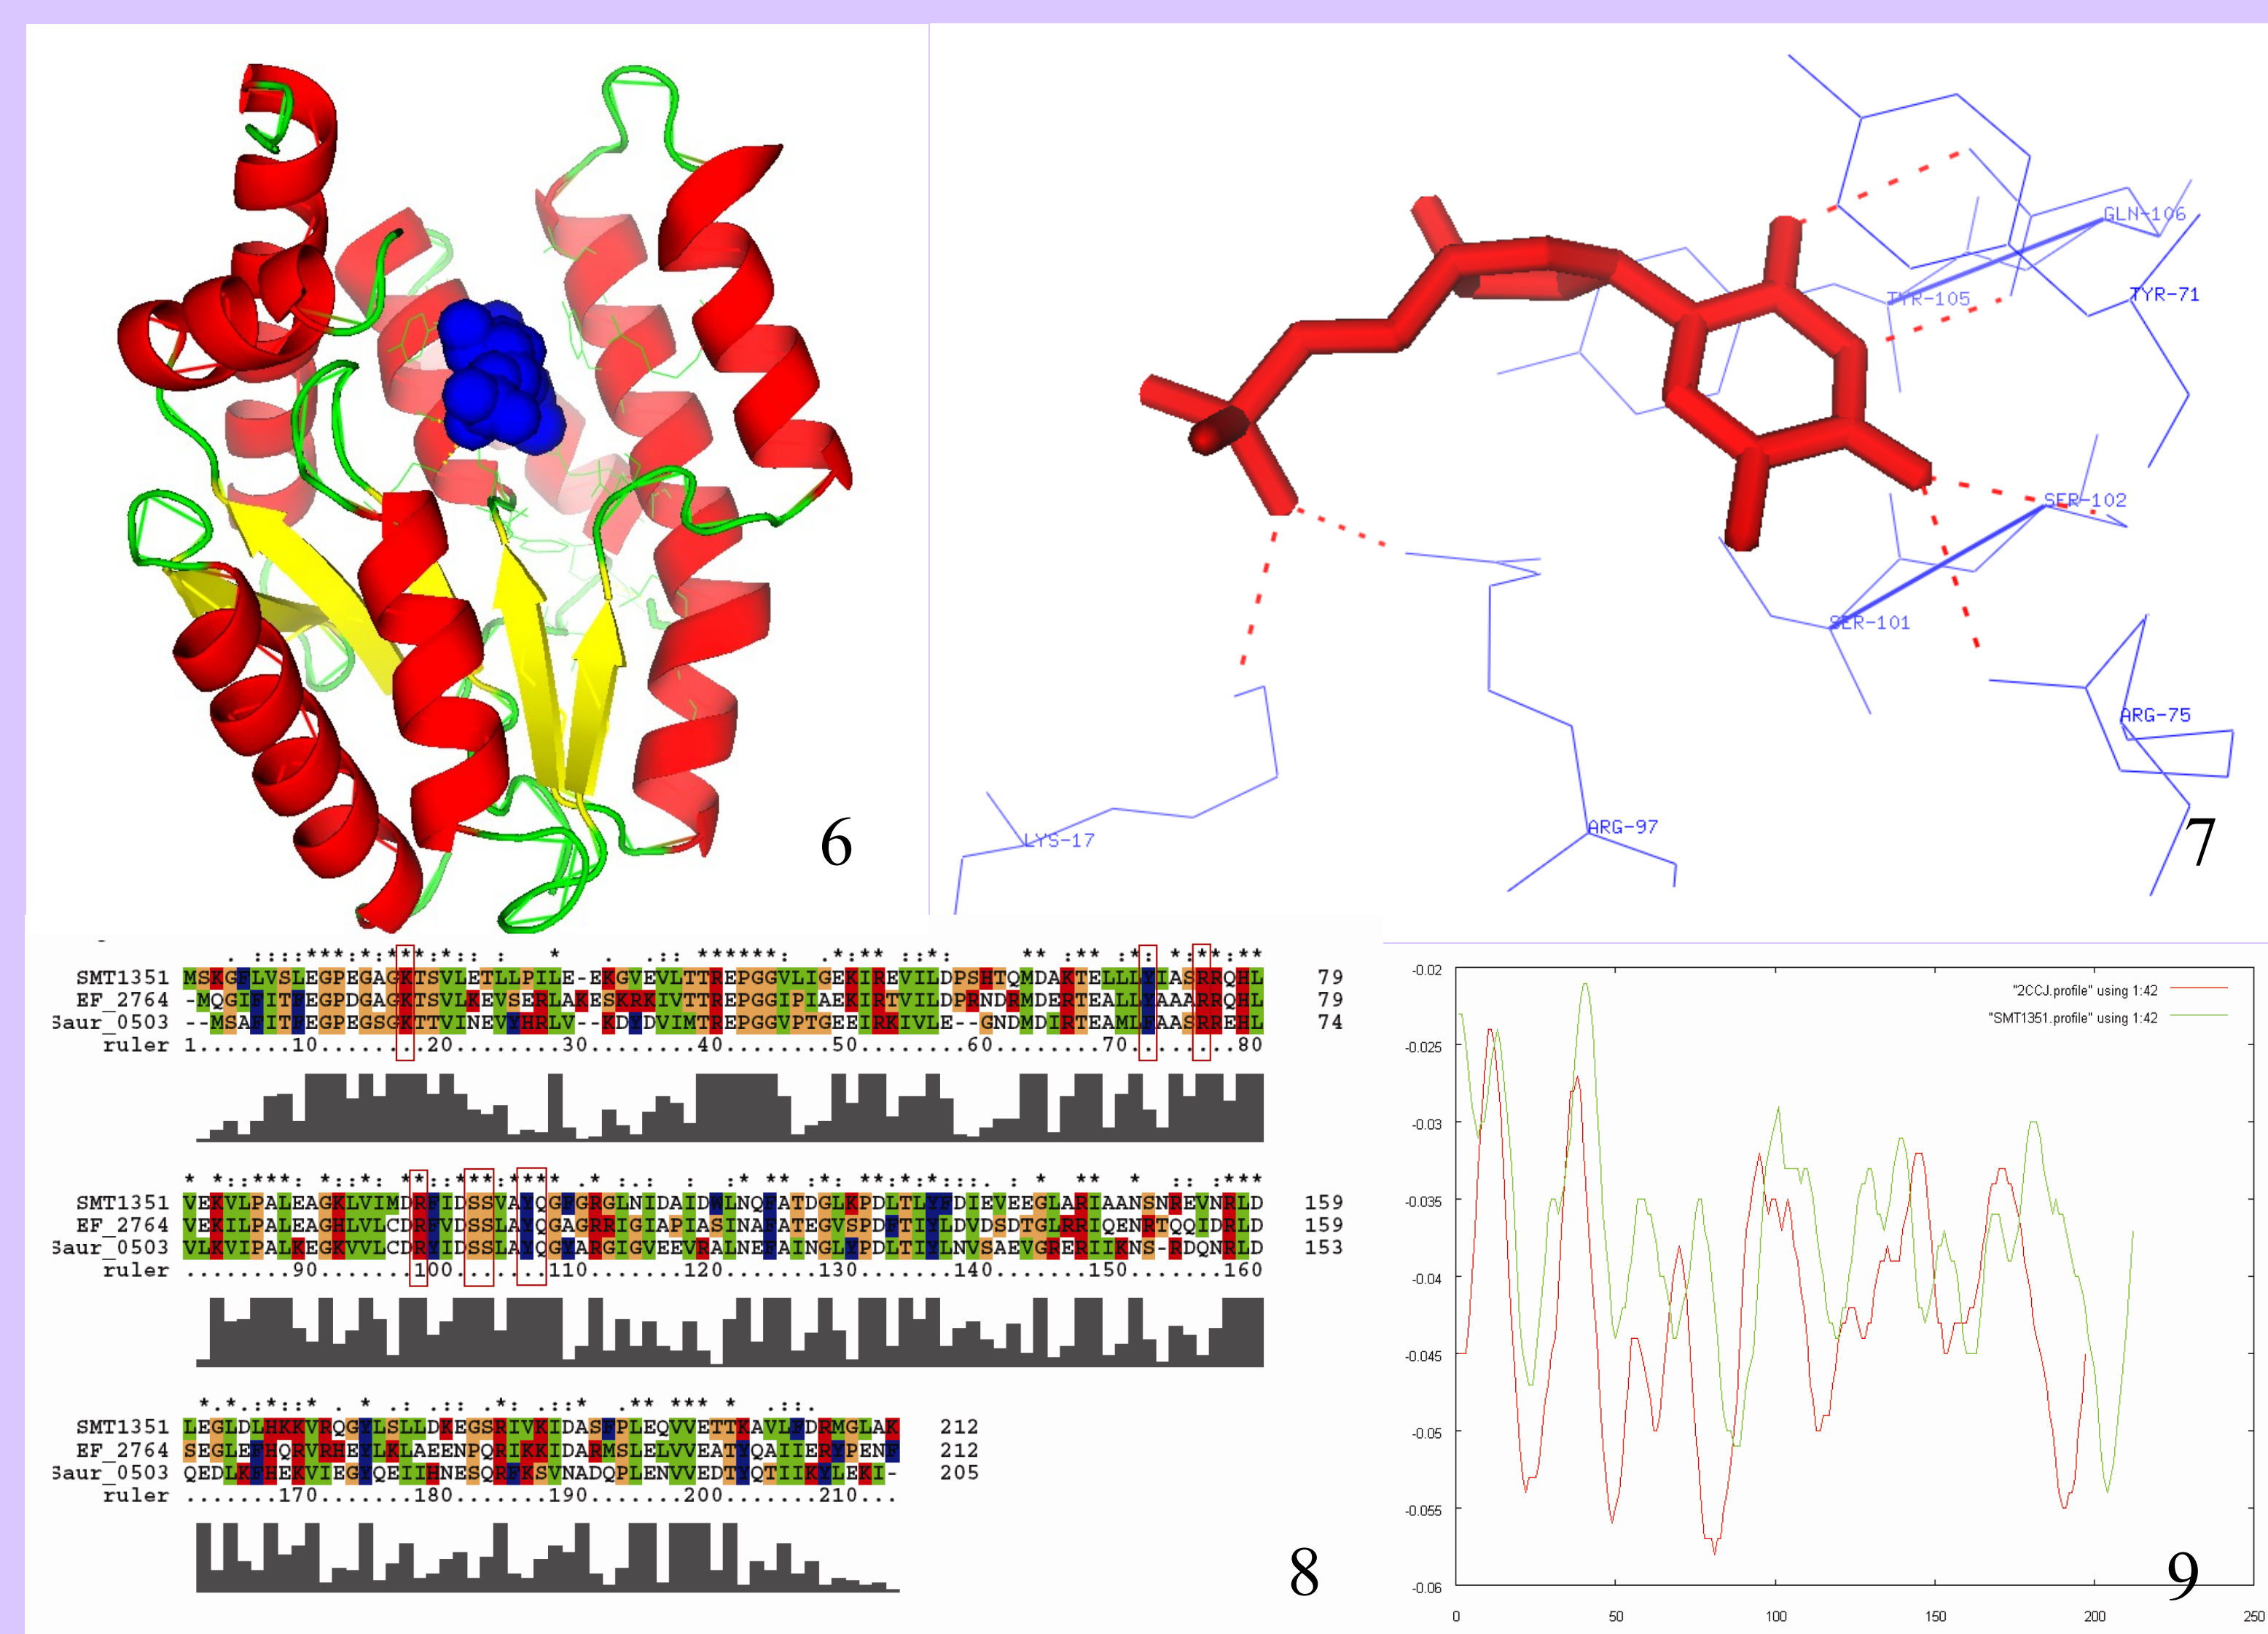 6
GLN-106
TYR-105
TYR-71
SER-102
SER-101
ARG-75
LYS-17
ARG-97
7
SMT1351 MSKGFLVSLEGPEGAGKTSVLETLLPILE-EKGVEVLTTREPGGVLIGEKIREVILDPSHTQMDAKTELLLYIASRRQHL 79
EF_2764 -MQGIFITFEGPDGAGKTSVLKEVSERLAKESKRKIVTTREPGGIPIAEKIRTVILDPRNDRMDERTEALLYAAARRQHL 79
Saur_0503 --MSAFITFEGPEGSGKTTVINEVYHRLV--KDYDVIMTREPGGVPTGEEIRKIVLE--GNDMDIRTEAMLFAASRREHL 74
ruler 1.......10........20........30........40........50........60........70........80
SMT1351 VEKVLPALEAGKLVIMDRFIDSSVAYQGFGRGLNIDAIDWLNQFATDGLKPDLTLYFDIEVEEGLARIAANSNREVNRLD 159
EF_2764 VEKILPALEAGHLVLCDRFVDSSLAYQGAGRRIGIAPIASINAFATEGVSPDFTIYLDVDSDTGLRRIQENRTQQIDRLD 159
Saur_0503 VLKVIPALKEGKVVLCDRYIDSSLAYQGYARGIGVEEVRALNEFAINGLYPDLTIYLNVSAEVGRERIIKNS-RDQNRLD 153
ruler ........90.......100.......110.......120.......130.......140.......150.......160
SMT1351 LEGLDLHKKVRQGYLSLLDKEGSRIVKIDASFPLEQVVETTKAVLFDRMGLAK 212
EF_2764 SEGLEFHQRVRHEYLKLAEENPQRIKKIDARMSLELVVEATYQAIIERYPENF 212
Saur_0503 QEDLKFHEKVIEGYQEIIHNESQRFKSVNADQPLENVVEDTYQTIIKYLEKI- 205
ruler .......170.......180.......190.......200.......210...
8
"2CCJ.profile" using 1:42
"SMT1351.profile" using 1:42
-0.02
-0.025
-0.03
-0.035
-0.04
-0.045
-0.05
-0.055
-0.06
0 50 100 150 200 250
9